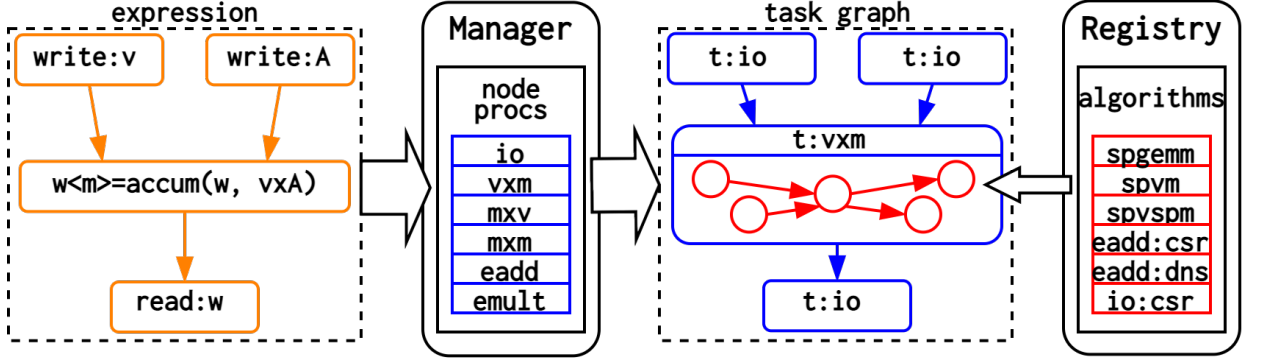 expression
write:v
write:A
w<m>=accum(w, vxA)
read:w
Manager
node
procs
io
vxm
mxv
mxm
eadd
emult
task graph
t:io
t:io
t:vxm
t:io
Registry
algorithms
spgemm
spvm
spvspm
eadd:csr
eadd:dns
io:csr